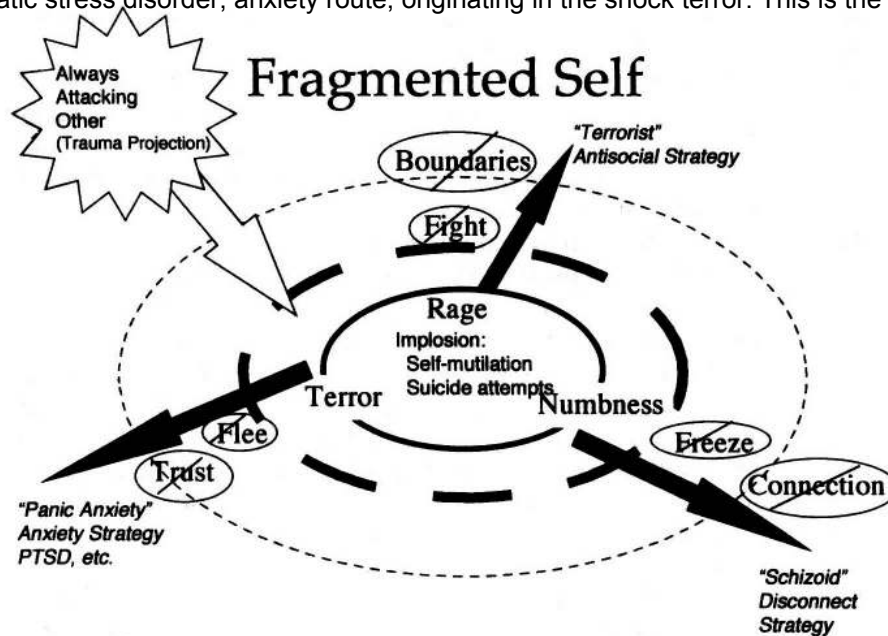 atic stress disorder, anxiety route, originating in the shock terror. This is the
Always
Attacking
Other
(Trauma Projection)
Fragmented Self
"Terrorist"
Antisocial Strategy
Boundaries
Fight
Rage
Implosion:
Self-mutilation
Suicide attempts
Terror
Numbness
Flee
Trust
Freeze
Connection
"Panic Anxiety"
Anxiety Strategy
PTSD, etc.
"Schizoid"
Disconnect
Strategy